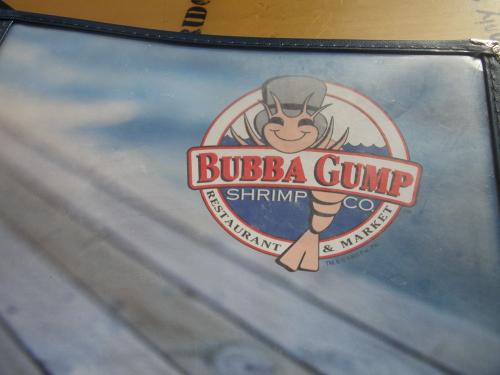 BUBBA GUMP
SHRIMP CO.
RESTAURANT & MARKET